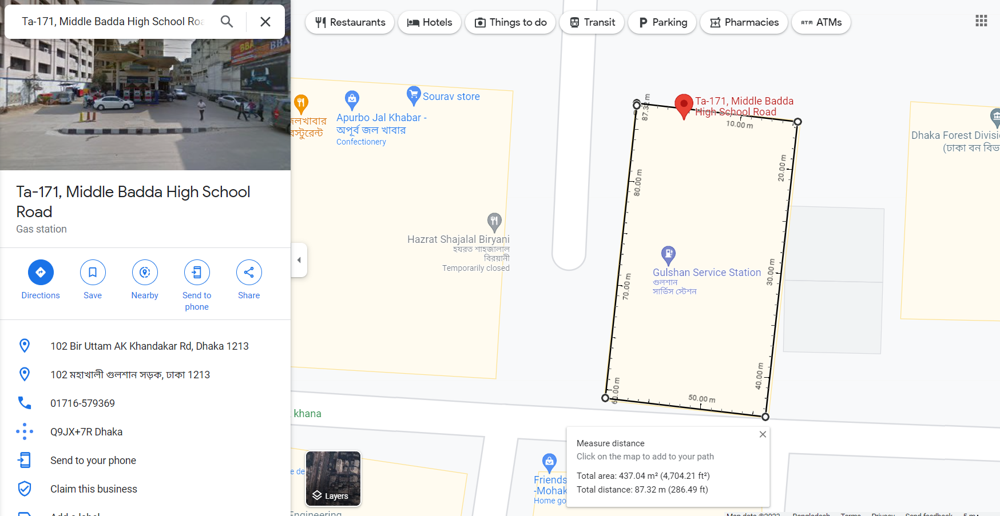 Ta-171, Middle Badda High School Roa
Restaurants
Hotels
Things to do
Transit
Parking
Pharmacies
ATM ATMs
BBA
BBA
Ta-171, Middle Badda High School
Road
Gas station
Directions
Save
Nearby
Send to
phone
Share
102 Bir Uttam AK Khandakar Rd, Dhaka 1213
102 মহাখালী গুলশান সড়ক, ঢাকা 1213
01716-579369
Q9JX+7R Dhaka
Send to your phone
Claim this business
Add a label
Sourav store
জলখাবার
Apurbo Jal Khabar -
অপূর্ব জল খাবার
Confectionery
Hazrat Shajalal Biryani
হযরত শাহজালাল
বিরয়ানী
Temporarily closed
Ta-171, Middle Badda
High School Road
87.32 m
10.00 m
20.00 m
80.00 m
30.00 m
70.00 m
40.00 m
60.00 m
50.00 m
Gulshan Service Station
গুলশান
সার্ভিস স্টেশন
Dhaka Forest Divisi
(ঢাকা বন বিভ
khana
Layers
Engineering
Friends
-Mohak
Home go
Measure distance
Click on the map to add to your path
Total area: 437.04 m² (4,704.21 ft²)
Total distance: 87.32 m (286.49 ft)
Map data ©2023
Bangladesh
Terms
Privacy
Send feedback
5 m